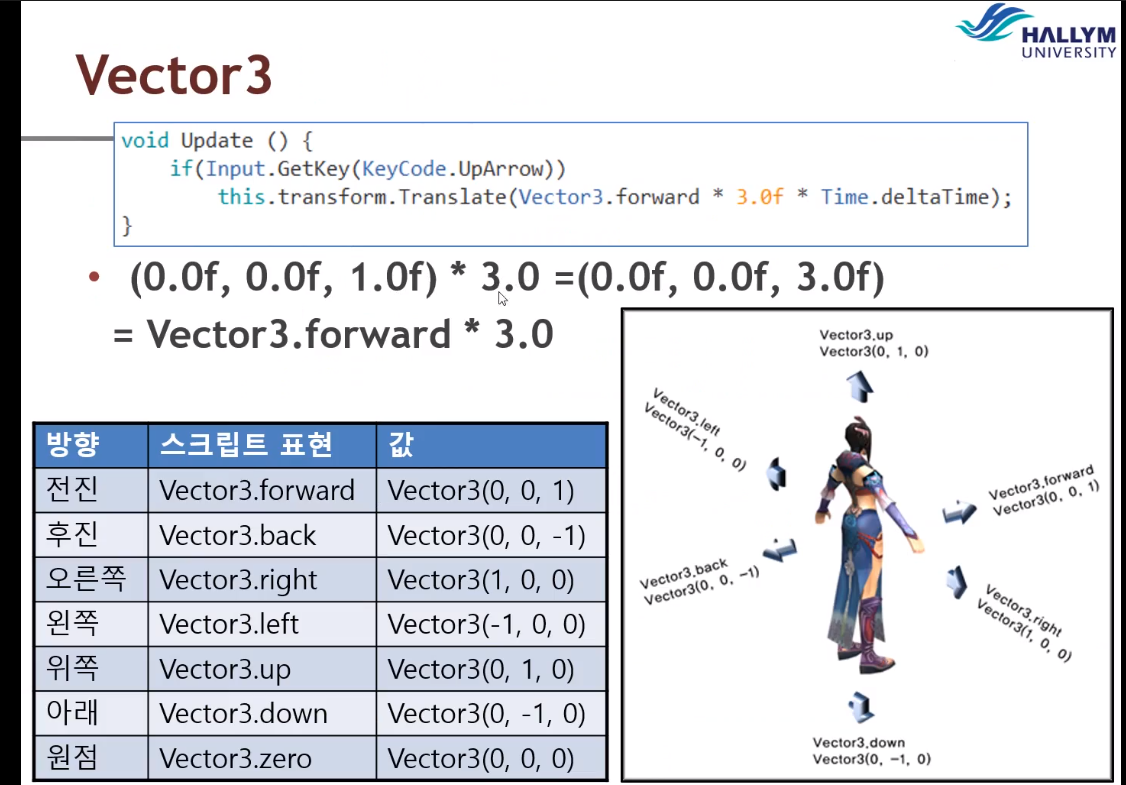 HALLYM
UNIVERSITY
Vector3
void Update () {
if(Input.GetKey(KeyCode.UpArrow))
this.transform.Translate(Vector3.forward * 3.0f * Time.deltaTime);
}
• (0.0f, 0.0f, 1.0f) * 3.0 =(0.0f, 0.0f, 3.0f)
= Vector3.forward * 3.0
방향 스크립트 표현 값
전진 Vector3.forward Vector3(0, 0, 1)
후진 Vector3.back Vector3(0, 0, -1)
오른쪽 Vector3.right Vector3(1, 0, 0)
왼쪽 Vector3.left Vector3(-1, 0, 0)
위쪽 Vector3.up Vector3(0, 1, 0)
아래 Vector3.down Vector3(0, -1, 0)
원점 Vector3.zero Vector3(0, 0, 0)
Vector3.up
Vector3(0, 1, 0)
Vector3.left
Vector3(-1, 0, 0)
Vector3.forward
Vector3(0, 0, 1)
Vector3.back
Vector3(0, 0, -1)
Vector3.right
Vector3(1, 0, 0)
Vector3.down
Vector3(0, -1, 0)